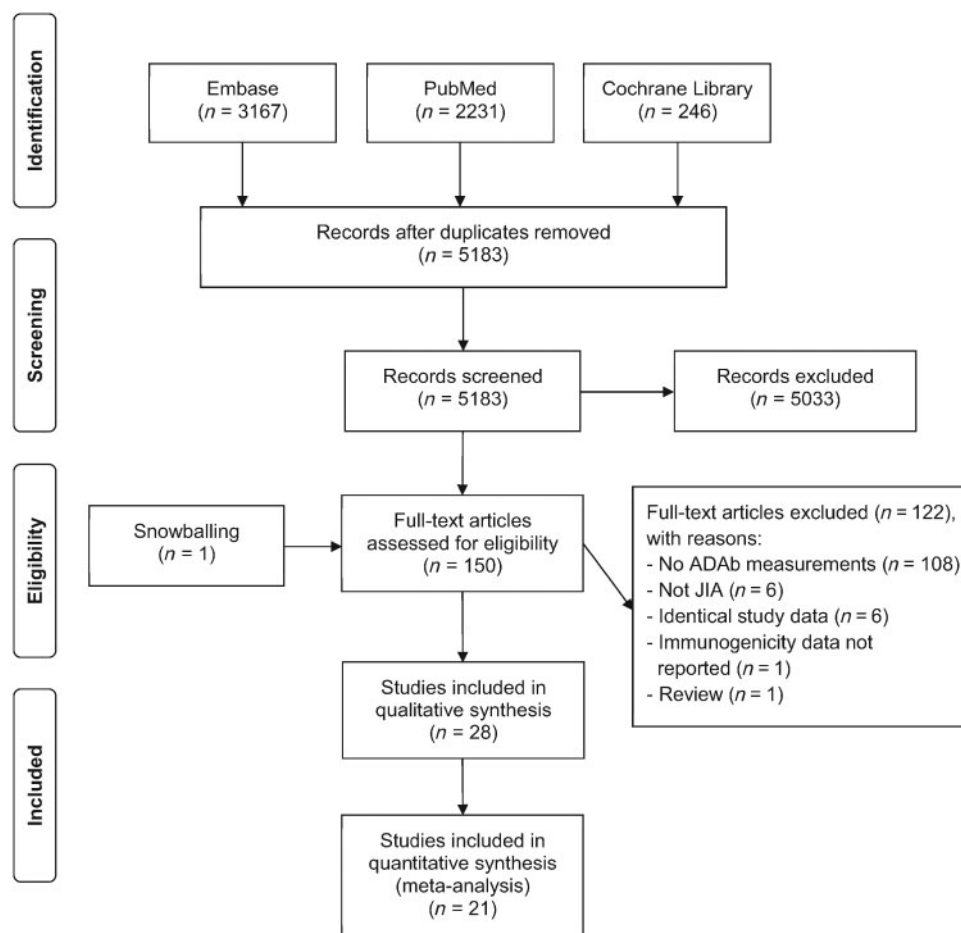 Identification
Embase
(n = 3167)
PubMed
(n = 2231)
Cochrane Library
(n = 246)
Records after duplicates removed
(n = 5183)
Screening
Records screened
(n = 5183)
Records excluded
(n = 5033)
Eligibility
Snowballing
(n = 1)
Full-text articles
assessed for eligibility
(n = 150)
Full-text articles excluded (n = 122),
with reasons:
- No ADAb measurements (n = 108)
- Not JIA (n = 6)
- Identical study data (n = 6)
- Immunogenicity data not
reported (n = 1)
- Review (n = 1)
Included
Studies included in
qualitative synthesis
(n = 28)
Studies included in
quantitative synthesis
(meta-analysis)
(n = 21)